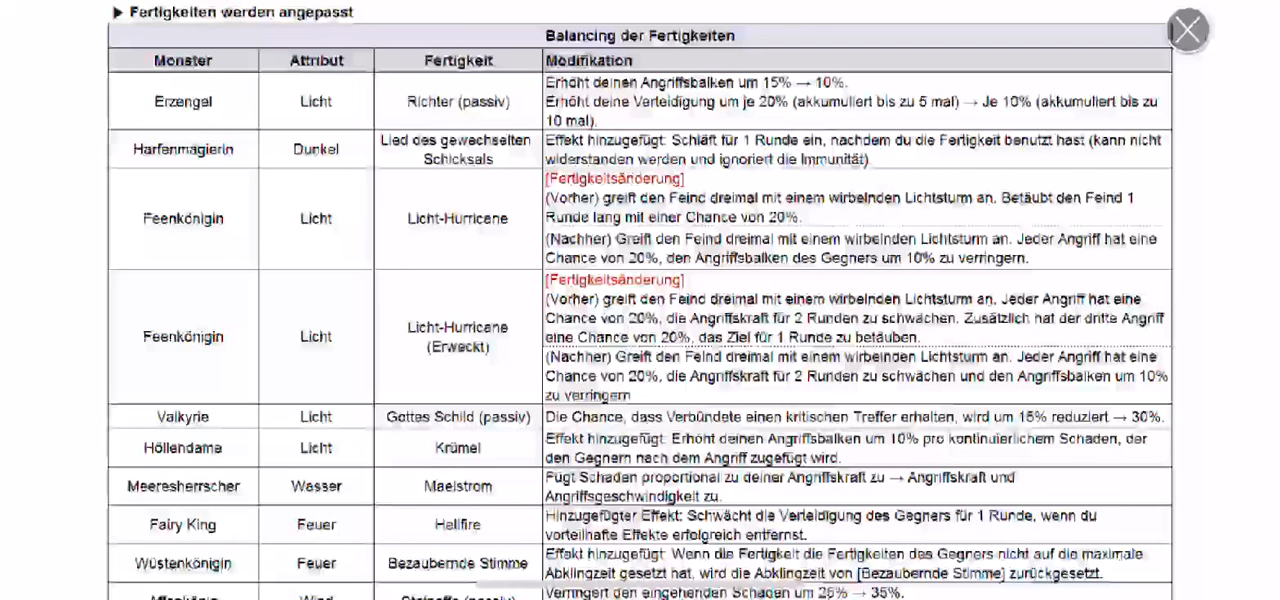 ▶ Fertigkeiten werden angepasst
Balancing der Fertigkeiten
Monster Attribut Fertigkeit Modifikation
Erzengel Licht Richter (passiv) Erhöht deinen Angriffsbalken um 15% → 10%.
Erhöht deine Verteidigung um je 20% (akkumuliert bis zu 5 mal) → Je 10% (akkumuliert bis zu
10 mal).
Harfenmagierin Dunkel Lied des gewechselten
Schicksals
Effekt hinzugefügt: Schläft für 1 Runde ein, nachdem du die Fertigkeit benutzt hast (kann nicht
widerstanden werden und ignoriert die Immunität)
Feenkönigin Licht Licht-Hurricane
[Fertigkeitsänderung]
(Vorher) greift den Feind dreimal mit einem wirbelnden Lichtsturm an. Betäubt den Feind 1
Runde lang mit einer Chance von 20%.
(Nachher) Greift den Feind dreimal mit einem wirbelnden Lichtsturm an. Jeder Angriff hat eine
Chance von 20%, den Angriffsbalken des Gegners um 10% zu verringern.
Feenkönigin Licht Licht-Hurricane
(Erweckt)
[Fertigkeitsänderung]
(Vorher) greift den Feind dreimal mit einem wirbelnden Lichtsturm an. Jeder Angriff hat eine
Chance von 20%, die Angriffskraft für 2 Runden zu schwächen. Zusätzlich hat der dritte Angriff
eine Chance von 20%, das Ziel für 1 Runde zu betäuben.
(Nachher) Greift den Feind dreimal mit einem wirbelnden Lichtsturm an. Jeder Angriff hat eine
Chance von 20%, die Angriffskraft für 2 Runden zu schwächen und den Angriffsbalken um 10%
zu verringern
Valkyrie Licht Gottes Schild (passiv) Die Chance, dass Verbündete einen kritischen Treffer erhalten, wird um 15% reduziert → 30%.
Höllendame Licht Krümel
Effekt hinzugefügt: Erhöht deinen Angriffsbalken um 10% pro kontinuierlichem Schaden, der
den Gegnern nach dem Angriff zugefügt wird.
Meeresherrscher Wasser Maelstrom
Fügt Schaden proportional zu deiner Angriffskraft zu → Angriffskraft und
Angriffsgeschwindigkeit zu.
Fairy King Feuer Hellfire
Hinzugefügter Effekt: Schwächt die Verteidigung des Gegners für 1 Runde, wenn du
vorteilhafte Effekte erfolgreich entfernst.
Wüstenkönigin Feuer Bezaubernde Stimme
Effekt hinzugefügt: Wenn die Fertigkeit die Fertigkeiten des Gegners nicht auf die maximale
Abklingzeit gesetzt hat, wird die Abklingzeit von [Bezaubernde Stimme] zurückgesetzt.
Verringert den eingehenden Schaden um 25% → 35%.